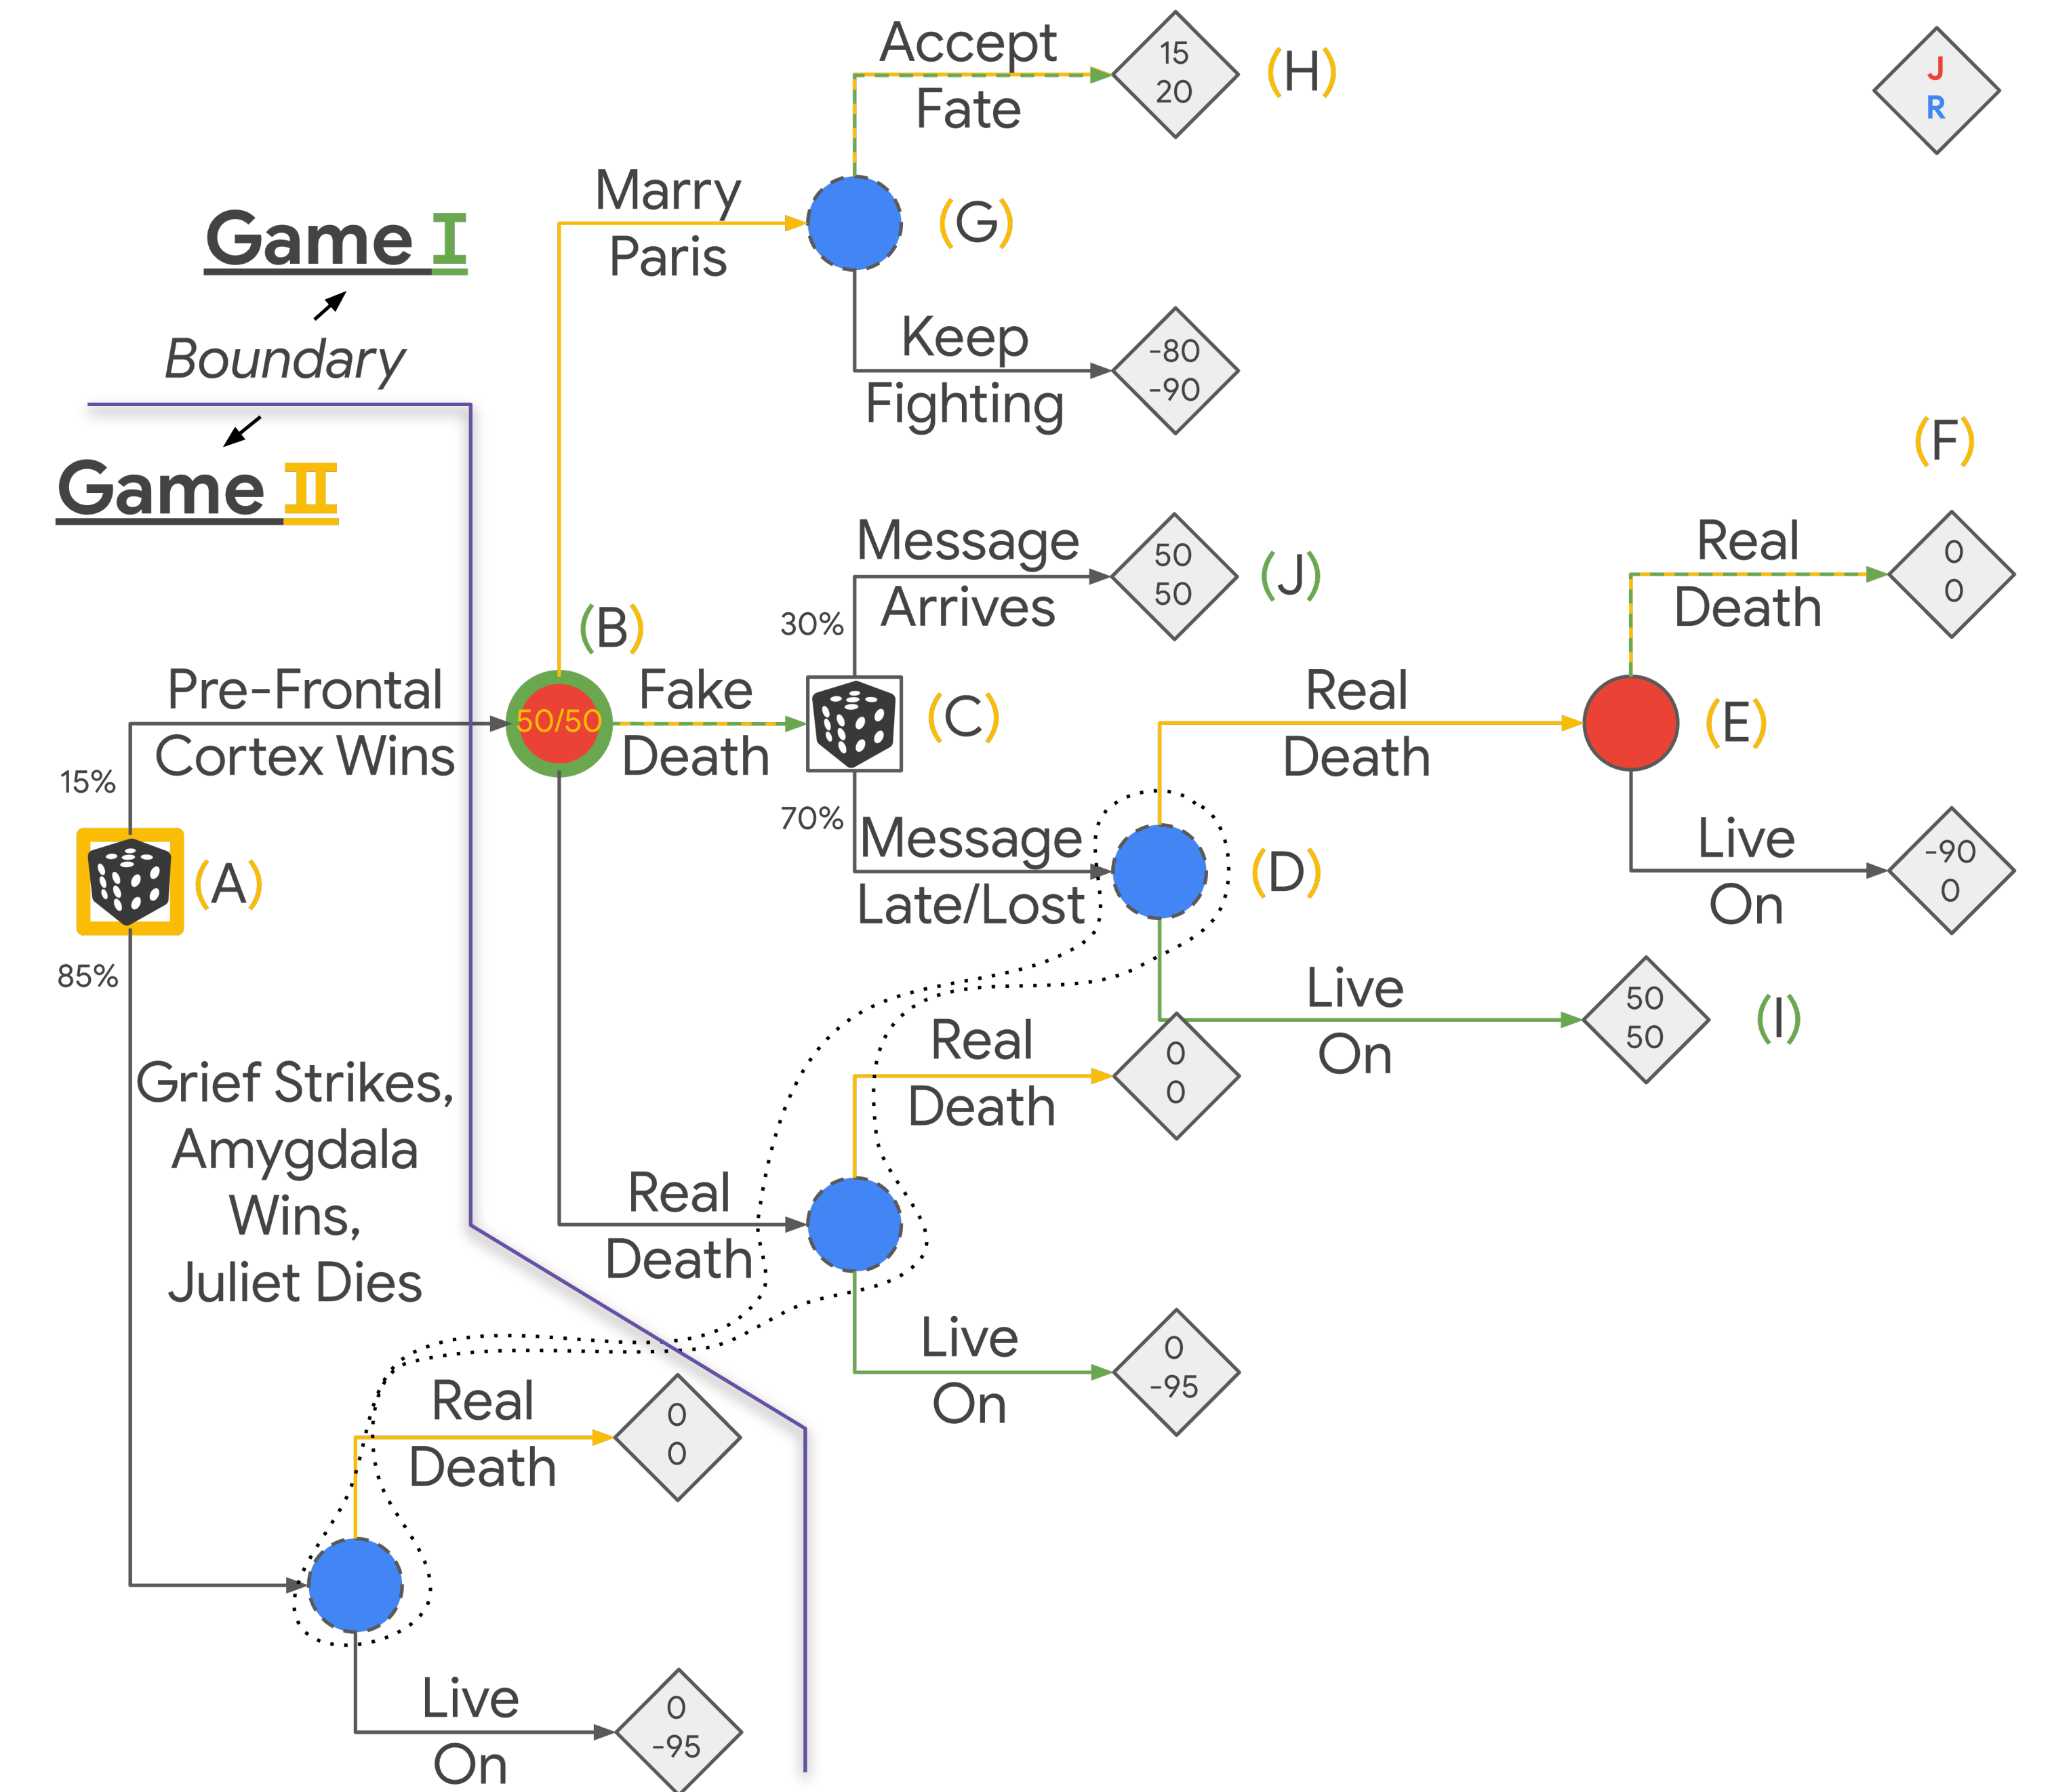 Accept
Fate
15
20
(H)
J
R
Marry
Paris
(G)
Game I
Boundary
Game II
Keep
Fighting
-80
-90
(F)
Message
Arrives
30%
50
50
(J)
Real
Death
0
0
(B)
Pre-Frontal
Cortex Wins
15%
50/50
Fake
Death
(C)
Real
Death
(E)
70%
Message
Late/Lost
(D)
Live
On
-90
0
(A)
85%
Live
On
50
50
(I)
Real
Death
0
0
Grief Strikes,
Amygdala
Wins,
Juliet Dies
Real
Death
Live
On
0
-95
Real
Death
0
0
Live
On
0
-95